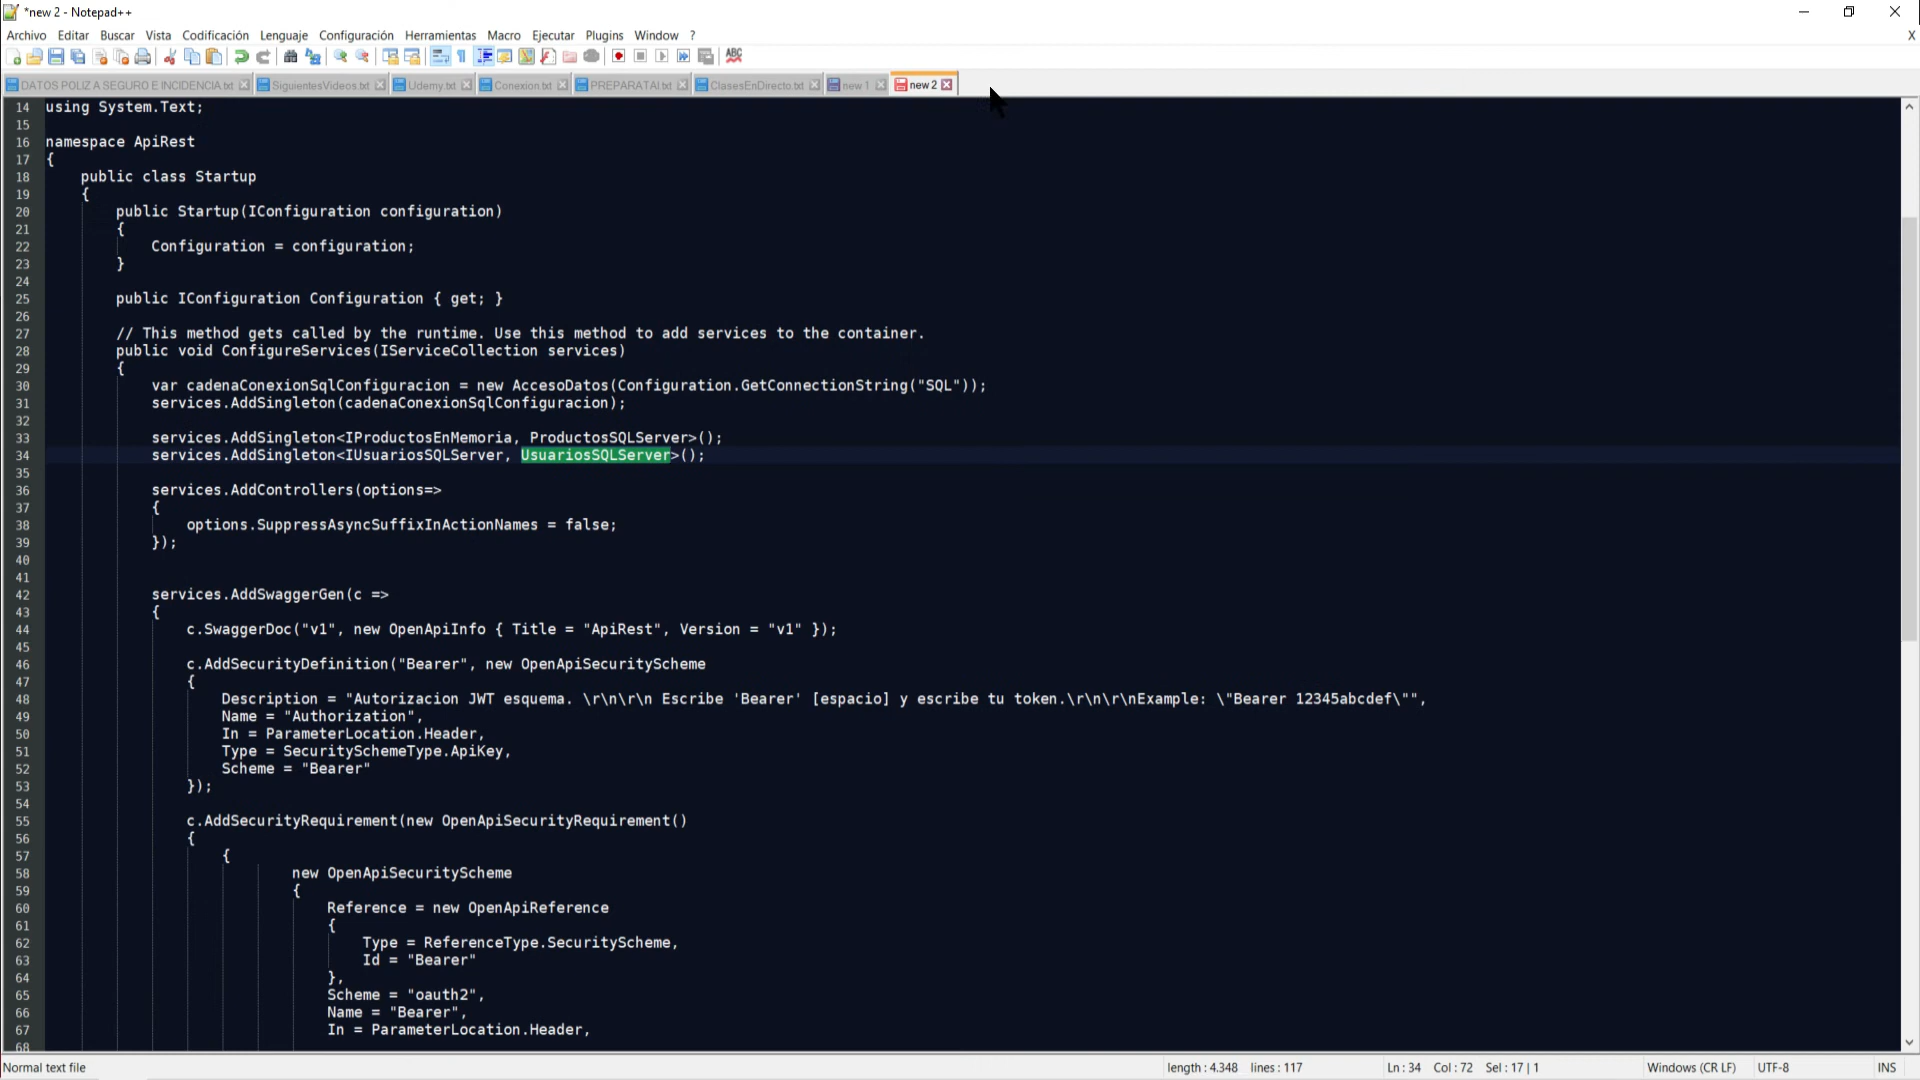 *new 2 - Notepad++
Archivo Editar Buscar Vista Codificación Lenguaje Configuración Herramientas Macro Ejecutar Plugins Window ? X
ABC
DATOS POLIZA SEGURO E INCIDENCIA.txt SiguientesVideos.txt Udemy.txt Conexion.txt PREPARATAI.txt ClasesEnDirecto.txt new 1 new 2
14 using System.Text;
15
16 namespace ApiRest
17 {
18 public class Startup
19 {
20 public Startup(IConfiguration configuration)
21 {
22 Configuration = configuration;
23 }
24
25 public IConfiguration Configuration { get; }
26
27 // This method gets called by the runtime. Use this method to add services to the container.
28 public void ConfigureServices(IServiceCollection services)
29 {
30 var cadenaConexionSqlConfiguracion = new AccesoDatos(Configuration.GetConnectionString("SQL"));
31 services.AddSingleton(cadenaConexionSqlConfiguracion);
32
33 services.AddSingleton<IProductosEnMemoria, ProductosSQLServer>();
34 services.AddSingleton<IUsuariosSQLServer, UsuariosSQLServer>();
35
36 services.AddControllers(options=>
37 {
38 options.SuppressAsyncSuffixInActionNames = false;
39 });
40
41
42 services.AddSwaggerGen(c =>
43 {
44 c.SwaggerDoc("v1", new OpenApiInfo { Title = "ApiRest", Version = "v1" });
45
46 c.AddSecurityDefinition("Bearer", new OpenApiSecurityScheme
47 {
48 Description = "Autorizacion JWT esquema. \r\n\r\n Escribe 'Bearer' [espacio] y escribe tu token.\r\n\r\nExample: \"Bearer 12345abcdef\"",
49 Name = "Authorization",
50 In = ParameterLocation.Header,
51 Type = SecuritySchemeType.ApiKey,
52 Scheme = "Bearer"
53 });
54
55 c.AddSecurityRequirement(new OpenApiSecurityRequirement()
56 {
57 {
58 new OpenApiSecurityScheme
59 {
60 Reference = new OpenApiReference
61 {
62 Type = ReferenceType.SecurityScheme,
63 Id = "Bearer"
64 },
65 Scheme = "oauth2",
66 Name = "Bearer",
67 In = ParameterLocation.Header,
68
Normal text file length : 4.348 lines : 117 Ln : 34 Col : 72 Sel : 17 | 1 Windows (CR LF) UTF-8 INS